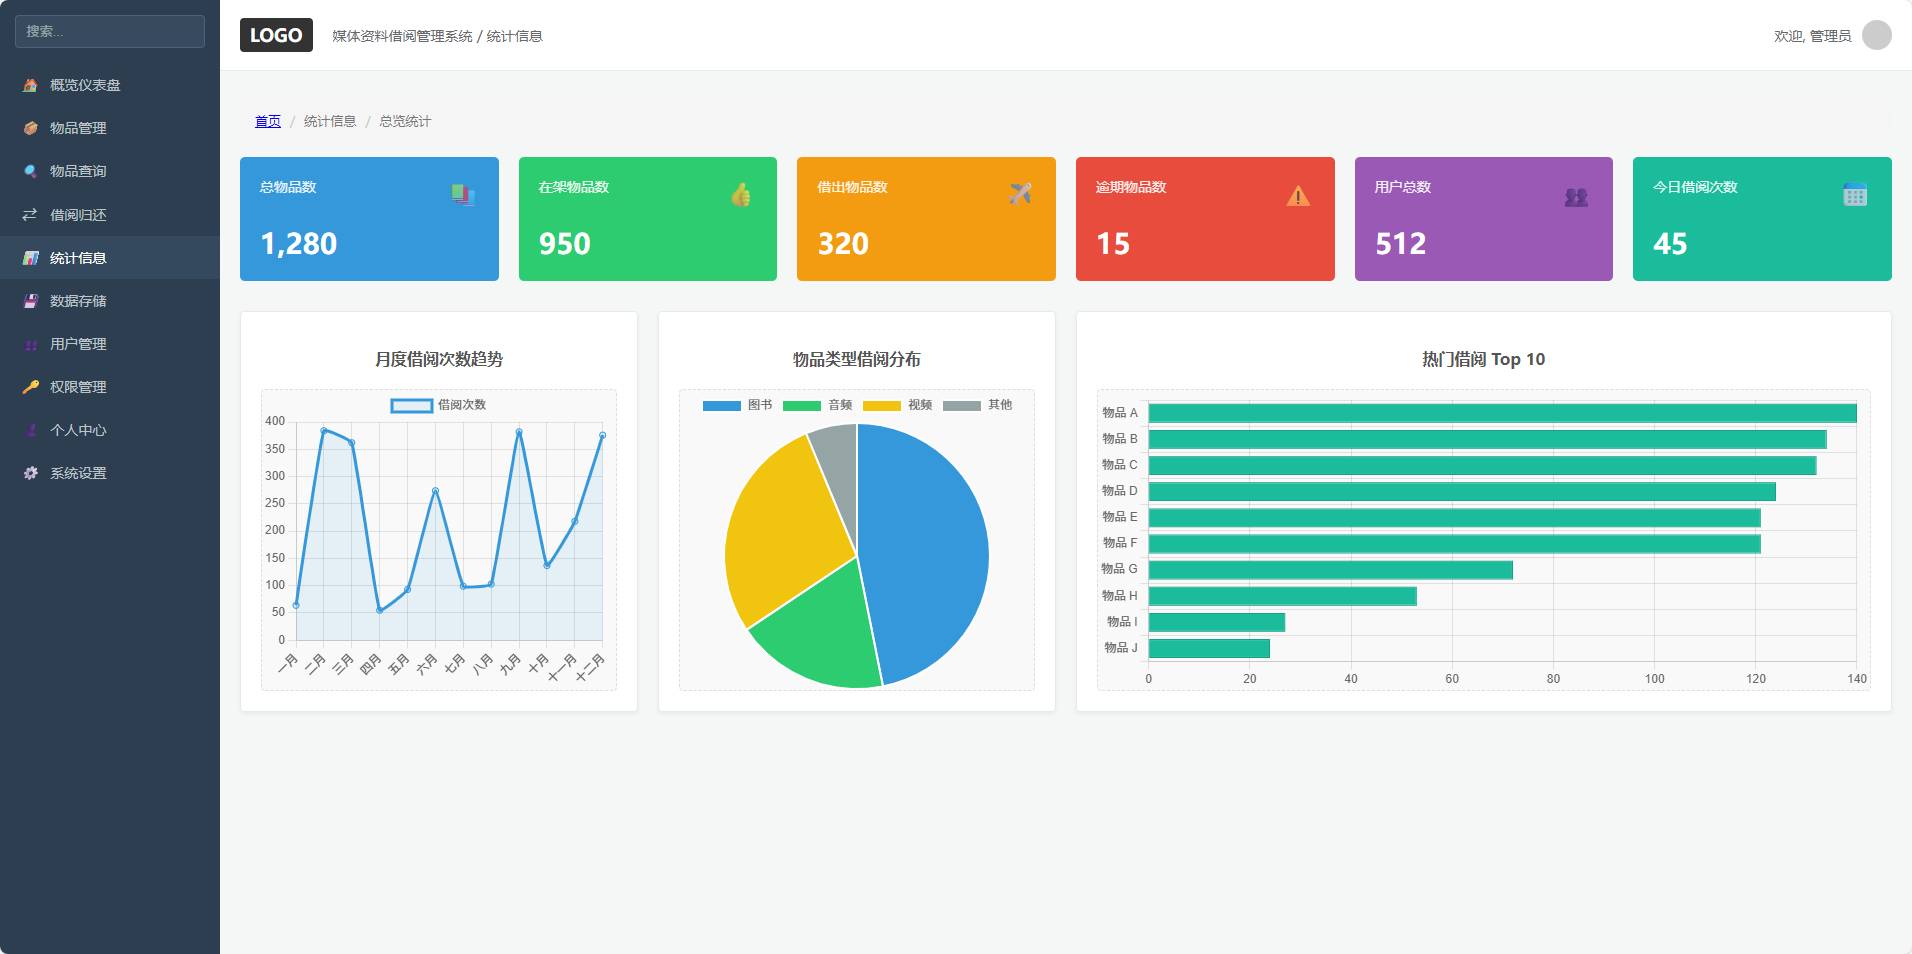 搜索...
概览仪表盘
物品管理
物品查询
借阅归还
统计信息
数据存储
用户管理
权限管理
个人中心
系统设置
LOGO
媒体资料借阅管理系统 / 统计信息
欢迎, 管理员
首页 / 统计信息 / 总览统计
总物品数
1,280
在架物品数
950
借出物品数
320
逾期物品数
15
用户总数
512
今日借阅次数
45
月度借阅次数趋势
借阅次数
400
350
300
250
200
150
100
50
0
一月 二月 三月 四月 五月 六月 七月 八月 九月 十月 十一月 十二月
物品类型借阅分布
图书 音频 视频 其他
热门借阅 Top 10
物品 A
物品 B
物品 C
物品 D
物品 E
物品 F
物品 G
物品 H
物品 I
物品 J
0 20 40 60 80 100 120 140